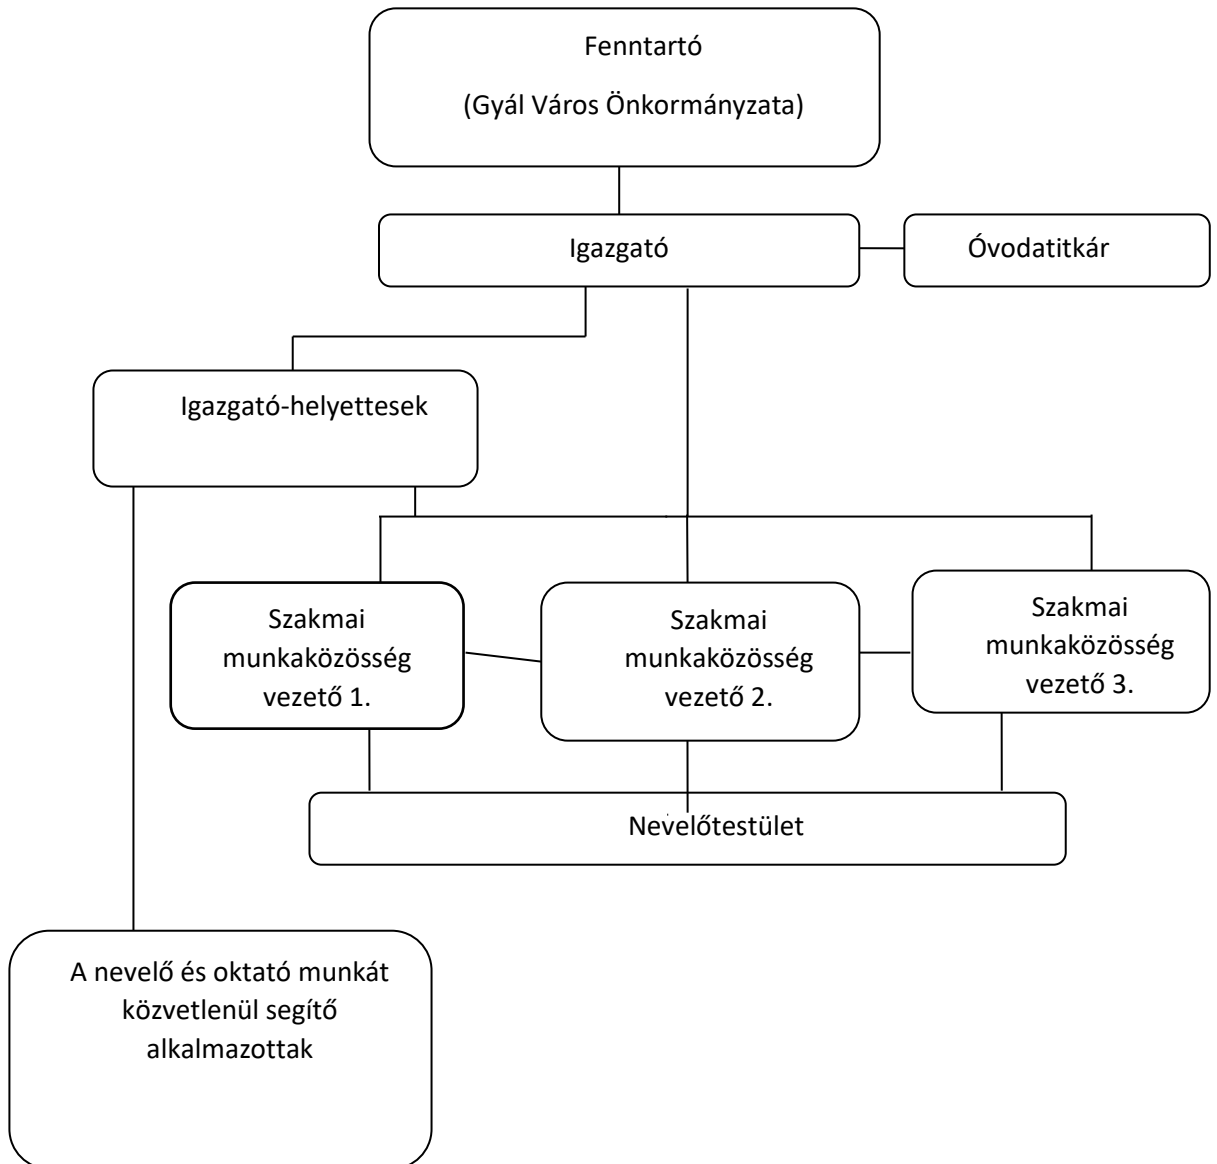 Fenntartó
(Gyál Város Önkormányzata)
Igazgató
Óvodatitkár
Igazgató-helyettesek
Szakmai
munkaközösség
vezető 1.
Szakmai
munkaközösség
vezető 2.
Szakmai
munkaközösség
vezető 3.
Nevelőtestület
A nevelő és oktató munkát
közvetlenül segítő
alkalmazottak